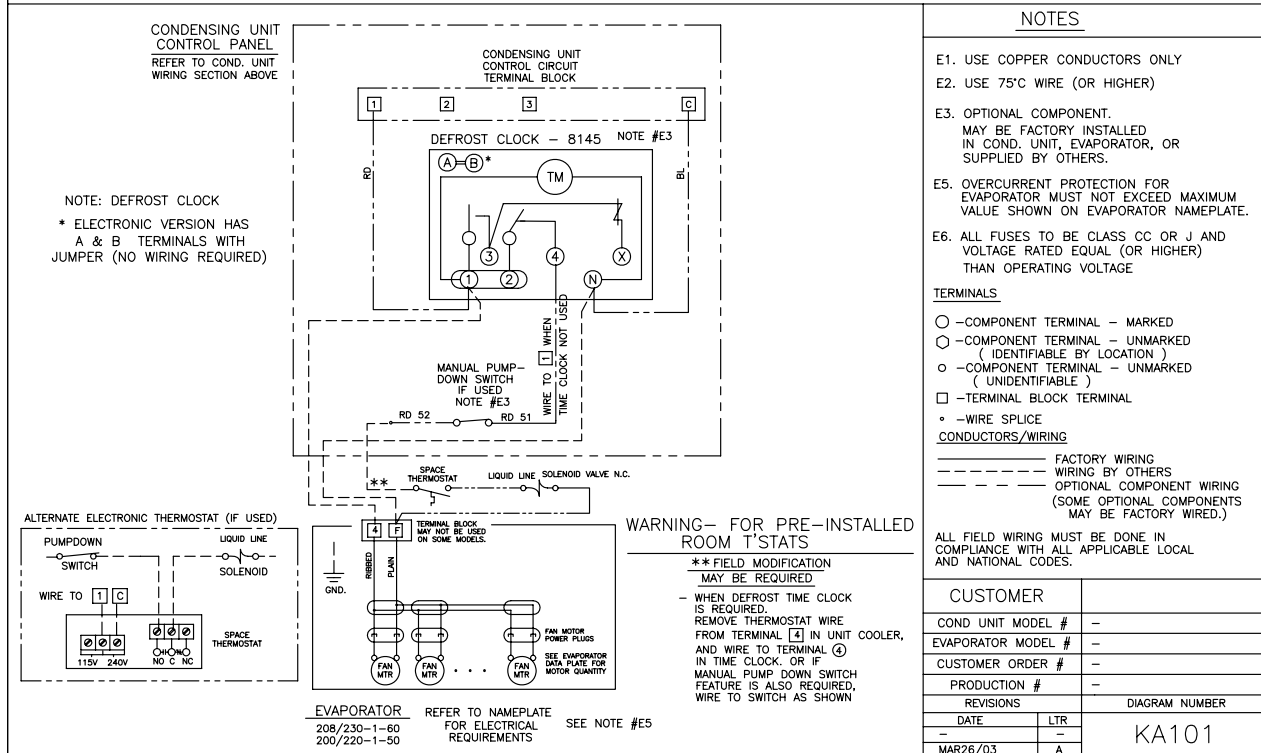 CONDENSING UNIT
CONTROL PANEL
REFER TO COND. UNIT
WIRING SECTION ABOVE
CONDENSING UNIT
CONTROL CIRCUIT
TERMINAL BLOCK
1 2 3 C
DEFROST CLOCK – 8145 NOTE #E3
RD
BL
A B *
TM
3 4 X
1 2 N
NOTE: DEFROST CLOCK
* ELECTRONIC VERSION HAS
A & B TERMINALS WITH
JUMPER (NO WIRING REQUIRED)
WIRE TO 1 WHEN
TIME CLOCK NOT USED
MANUAL PUMP–
DOWN SWITCH
IF USED
NOTE #E3
RD 52 RD 51
**
SPACE
THERMOSTAT
LIQUID LINE SOLENOID VALVE N.C.
4 F
TERMINAL BLOCK
MAY NOT BE USED
ON SOME MODELS.
GND.
RIBBED
PLAIN
FAN MOTOR
POWER PLUGS
SEE EVAPORATOR
DATA PLATE FOR
MOTOR QUANTITY
FAN
MTR
FAN
MTR
. . .
FAN
MTR
EVAPORATOR
208/230–1–60
200/220–1–50
REFER TO NAMEPLATE
FOR ELECTRICAL
REQUIREMENTS
SEE NOTE #E5
ALTERNATE ELECTRONIC THERMOSTAT (IF USED)
PUMPDOWN
SWITCH
LIQUID LINE
SOLENOID
WIRE TO 1 C
115V 240V
NO C NC
SPACE
THERMOSTAT
WARNING– FOR PRE–INSTALLED
ROOM T'STATS
** FIELD MODIFICATION
MAY BE REQUIRED
– WHEN DEFROST TIME CLOCK
IS REQUIRED.
REMOVE THERMOSTAT WIRE
FROM TERMINAL 4 IN UNIT COOLER,
AND WIRE TO TERMINAL 4
IN TIME CLOCK. OR IF
MANUAL PUMP DOWN SWITCH
FEATURE IS ALSO REQUIRED,
WIRE TO SWITCH AS SHOWN
NOTES
E1. USE COPPER CONDUCTORS ONLY
E2. USE 75°C WIRE (OR HIGHER)
E3. OPTIONAL COMPONENT.
MAY BE FACTORY INSTALLED
IN COND. UNIT, EVAPORATOR, OR
SUPPLIED BY OTHERS.
E5. OVERCURRENT PROTECTION FOR
EVAPORATOR MUST NOT EXCEED MAXIMUM
VALUE SHOWN ON EVAPORATOR NAMEPLATE.
E6. ALL FUSES TO BE CLASS CC OR J AND
VOLTAGE RATED EQUAL (OR HIGHER)
THAN OPERATING VOLTAGE
TERMINALS
–COMPONENT TERMINAL – MARKED
–COMPONENT TERMINAL – UNMARKED
( IDENTIFIABLE BY LOCATION )
–COMPONENT TERMINAL – UNMARKED
( UNIDENTIFIABLE )
–TERMINAL BLOCK TERMINAL
–WIRE SPLICE
CONDUCTORS/WIRING
FACTORY WIRING
WIRING BY OTHERS
OPTIONAL COMPONENT WIRING
(SOME OPTIONAL COMPONENTS
MAY BE FACTORY WIRED.)
ALL FIELD WIRING MUST BE DONE IN
COMPLIANCE WITH ALL APPLICABLE LOCAL
AND NATIONAL CODES.
CUSTOMER
COND UNIT MODEL # –
EVAPORATOR MODEL # –
CUSTOMER ORDER # –
PRODUCTION # –
REVISIONS DIAGRAM NUMBER
DATE LTR
– –
MAR26/03 A
KA101